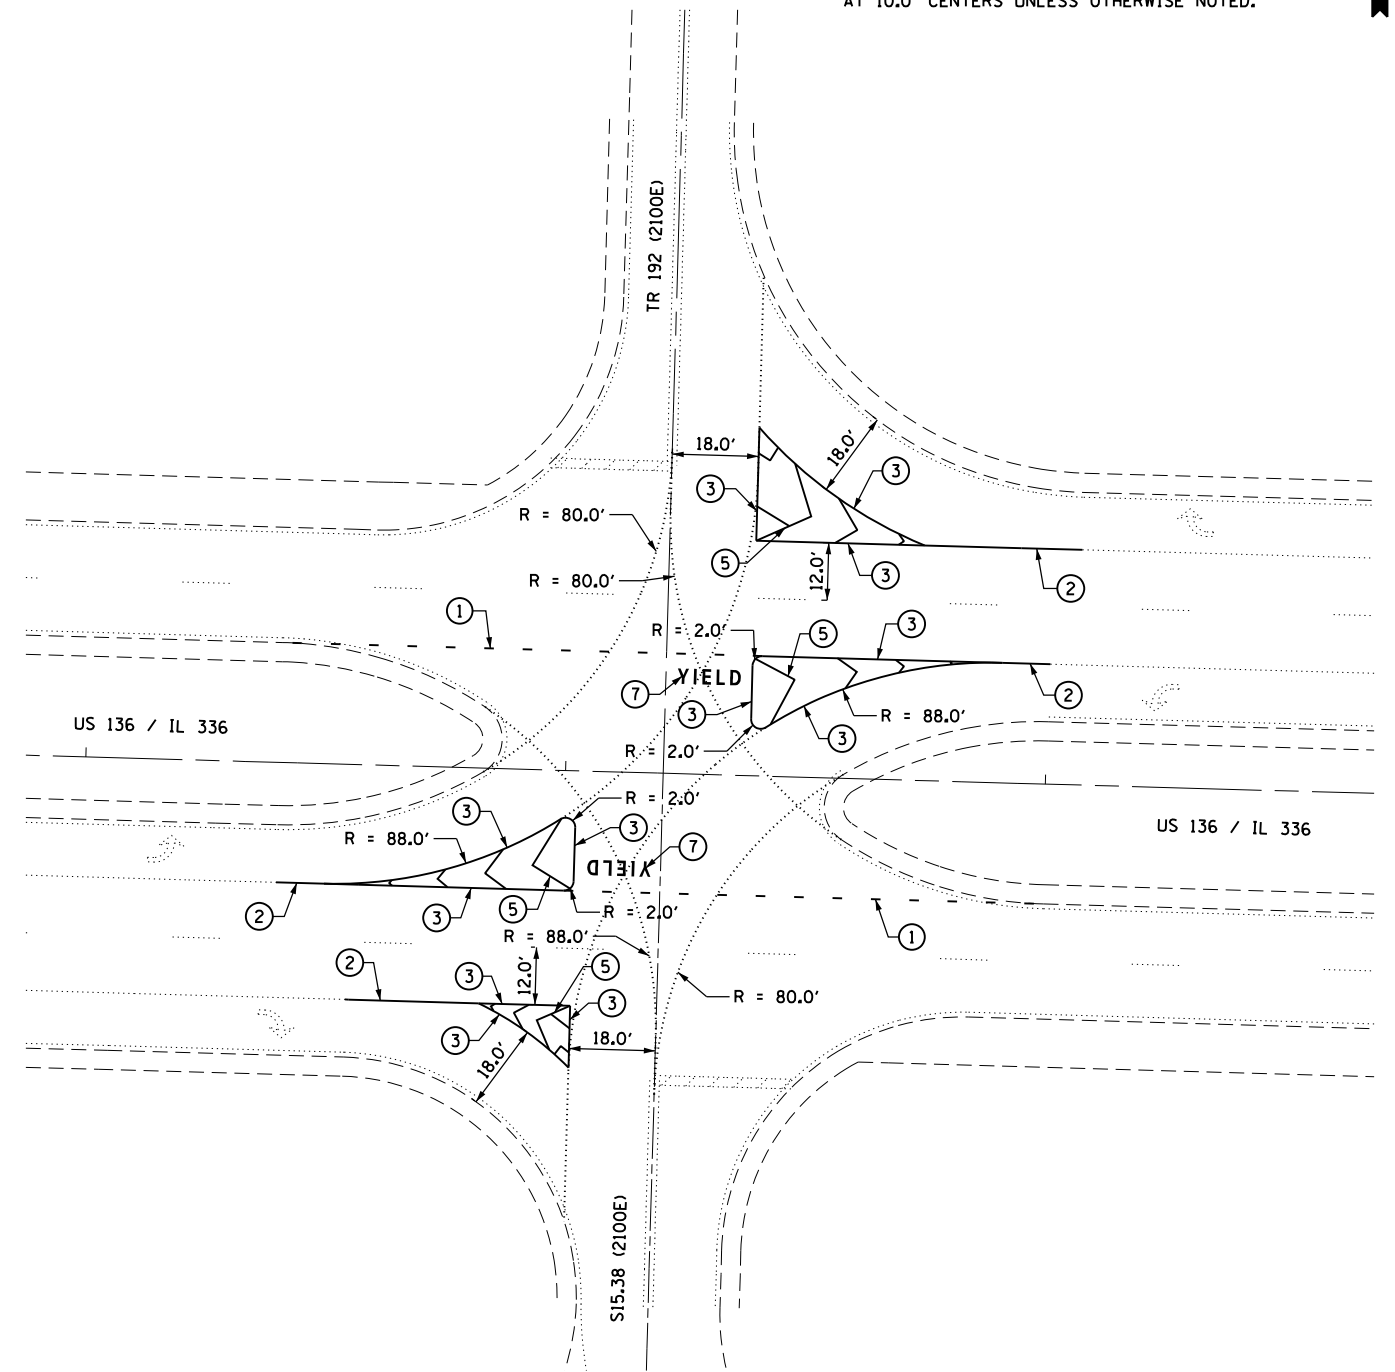 AT 10.0' CENTERS UNLESS OTHERWISE NOTED.
TR 192 (2100E)
18.0'
18.0'
3
3
R = 80.0'
5
12.0'
3
2
R = 80.0'
1
R = 2.0'
5
3
7
YIELD
2
3
R = 88.0'
3
US 136 / IL 336
R = 2.0'
R = 2.0'
3
3
R = 88.0'
7
YIELD
US 136 / IL 336
2
3
5
R = 2.0'
R = 88.0'
1
2
3
12.0'
5
3
R = 80.0'
3
18.0'
18.0'
S15.38 (2100E)